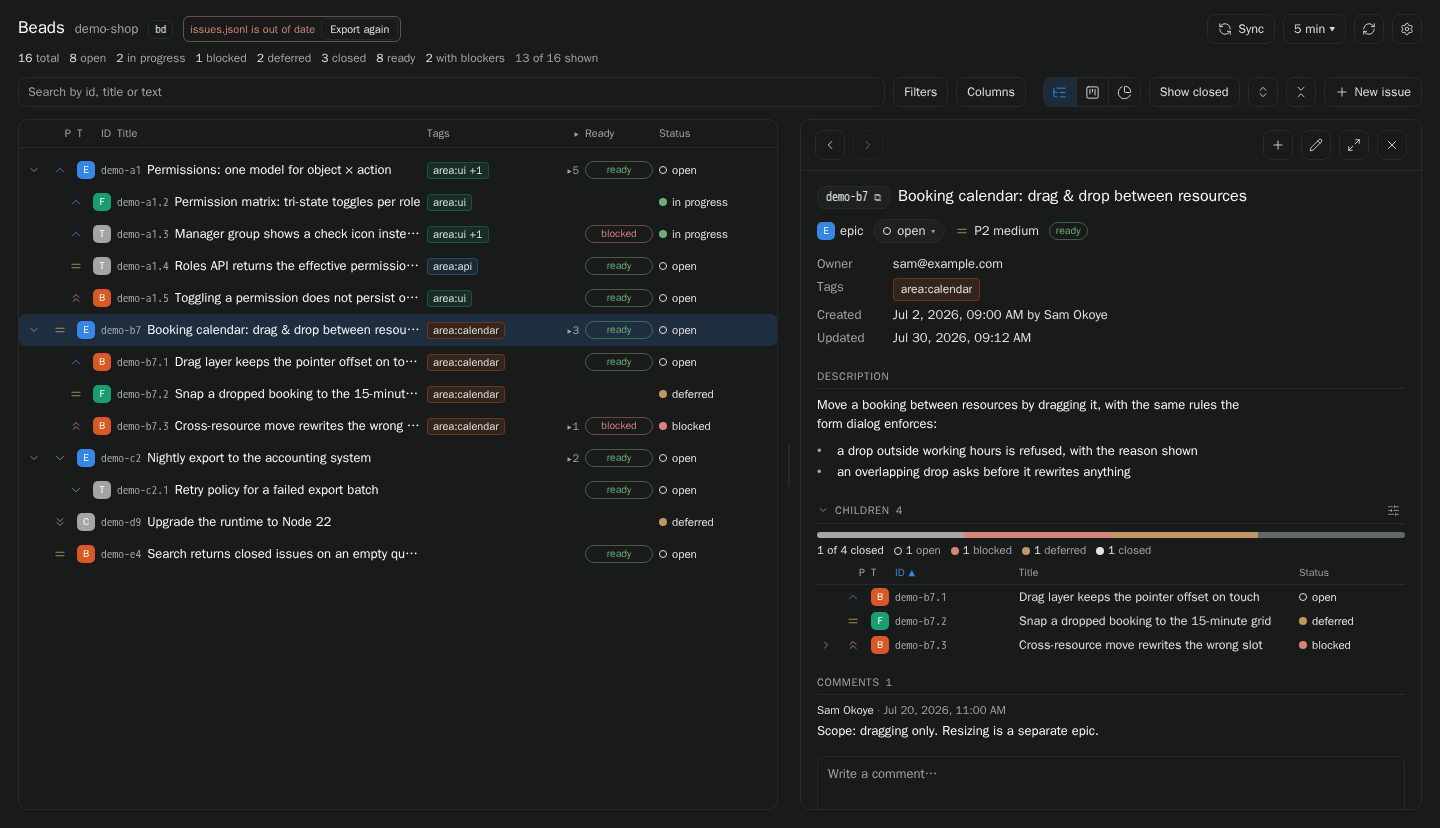 Beads demo-shop bd issues.jsonl is out of date Export again
Sync 5 min ▾
16 total 8 open 2 in progress 1 blocked 2 deferred 3 closed 8 ready 2 with blockers 13 of 16 shown
Search by id, title or text
Filters Columns Show closed New issue
P T ID Title Tags ▸ Ready Status
E demo-a1 Permissions: one model for object × action area:ui +1 ▸5 ready open
F demo-a1.2 Permission matrix: tri-state toggles per role area:ui in progress
T demo-a1.3 Manager group shows a check icon inste··· area:ui +1 blocked in progress
T demo-a1.4 Roles API returns the effective permissio··· area:api ready open
B demo-a1.5 Toggling a permission does not persist o··· area:ui ready open
E demo-b7 Booking calendar: drag & drop between resou··· area:calendar ▸3 ready open
B demo-b7.1 Drag layer keeps the pointer offset on to··· area:calendar ready open
F demo-b7.2 Snap a dropped booking to the 15-minut··· area:calendar deferred
B demo-b7.3 Cross-resource move rewrites the wrong ··· area:calendar ▸1 blocked blocked
E demo-c2 Nightly export to the accounting system ▸2 ready open
T demo-c2.1 Retry policy for a failed export batch ready open
C demo-d9 Upgrade the runtime to Node 22 deferred
B demo-e4 Search returns closed issues on an empty qu··· ready open
demo-b7 Booking calendar: drag & drop between resources
E epic open ▾ P2 medium ready
Owner sam@example.com
Tags area:calendar
Created Jul 2, 2026, 09:00 AM by Sam Okoye
Updated Jul 30, 2026, 09:12 AM
DESCRIPTION
Move a booking between resources by dragging it, with the same rules the
form dialog enforces:
• a drop outside working hours is refused, with the reason shown
• an overlapping drop asks before it rewrites anything
CHILDREN 4
1 of 4 closed 1 open 1 blocked 1 deferred 1 closed
P T ID ▲ Title Status
B demo-b7.1 Drag layer keeps the pointer offset on touch open
F demo-b7.2 Snap a dropped booking to the 15-minute grid deferred
B demo-b7.3 Cross-resource move rewrites the wrong slot blocked
COMMENTS 1
Sam Okoye · Jul 20, 2026, 11:00 AM
Scope: dragging only. Resizing is a separate epic.
Write a comment···